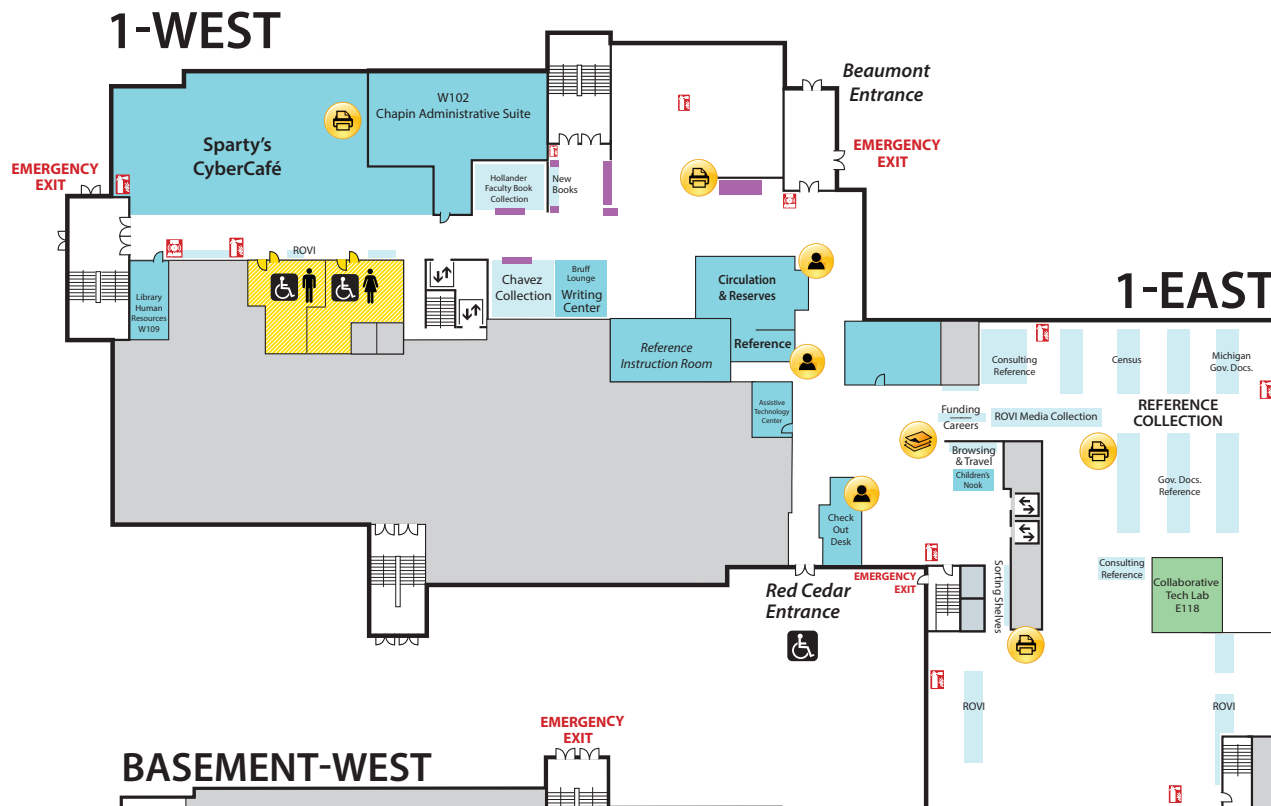 1-WEST
Beaumont
Entrance
W102
Chapin Administrative Suite
Sparty's
CyberCafé
EMERGENCY
EXIT
EMERGENCY
EXIT
Hollander
Faculty Book
Collection
New
Books
ROVI
Library
Human
Resources
W109
Chavez
Collection
Bruff
Lounge
Writing
Center
Circulation
& Reserves
Reference
Reference
Instruction Room
Assistive
Technology
Center
1-EAST
Consulting
Reference
Census
Michigan
Gov. Docs.
Funding
Careers
ROVI Media Collection
REFERENCE
COLLECTION
Browsing
& Travel
Children's
Nook
Gov. Docs.
Reference
Check
Out
Desk
Red Cedar
Entrance
EMERGENCY
EXIT
Sorting Shelves
Consulting
Reference
Collaborative
Tech Lab
E118
ROVI
ROVI
EMERGENCY
EXIT
BASEMENT-WEST